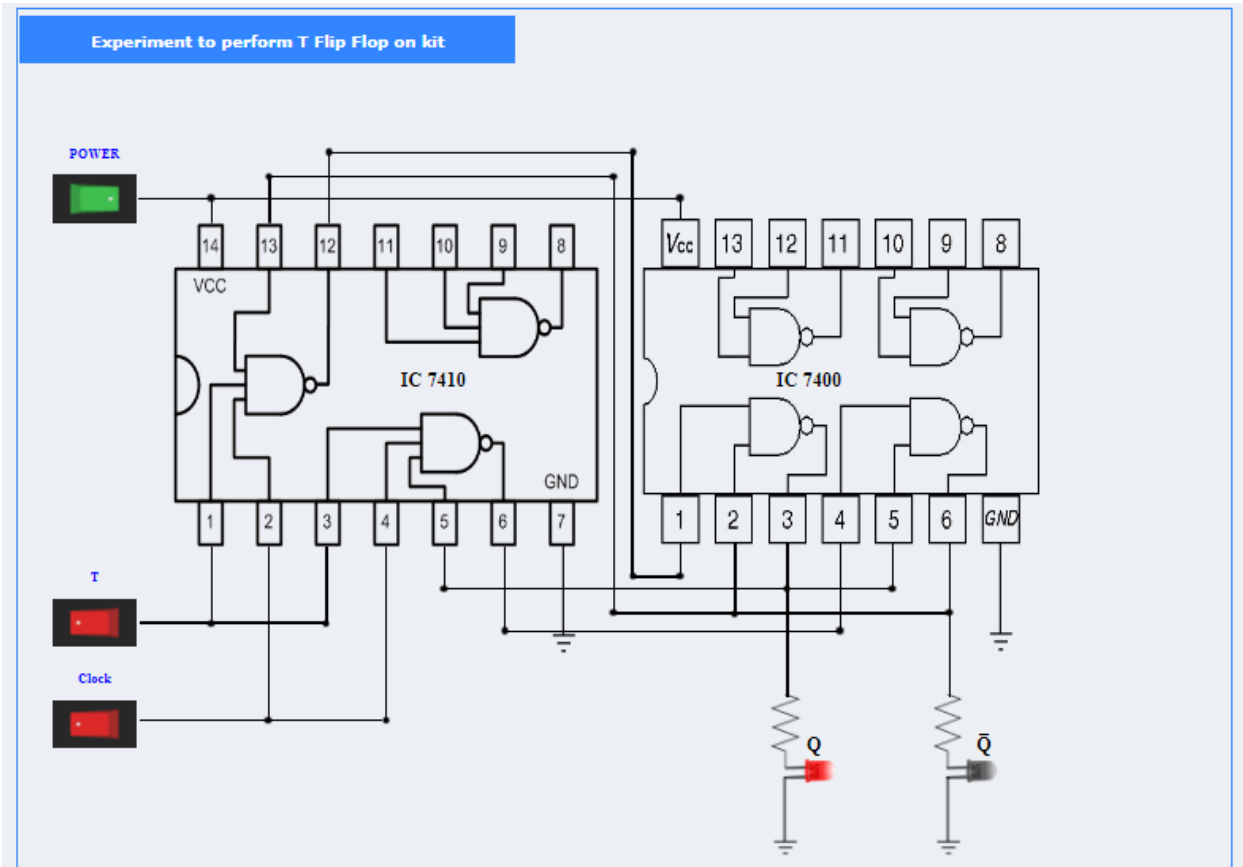 Experiment to perform T Flip Flop on kit
POWER
14 13 12 11 10 9 8
Vcc 13 12 11 10 9 8
VCC
IC 7410
IC 7400
GND
1 2 3 4 5 6 7
1 2 3 4 5 6 GND
T
Clock
Q
Q̅